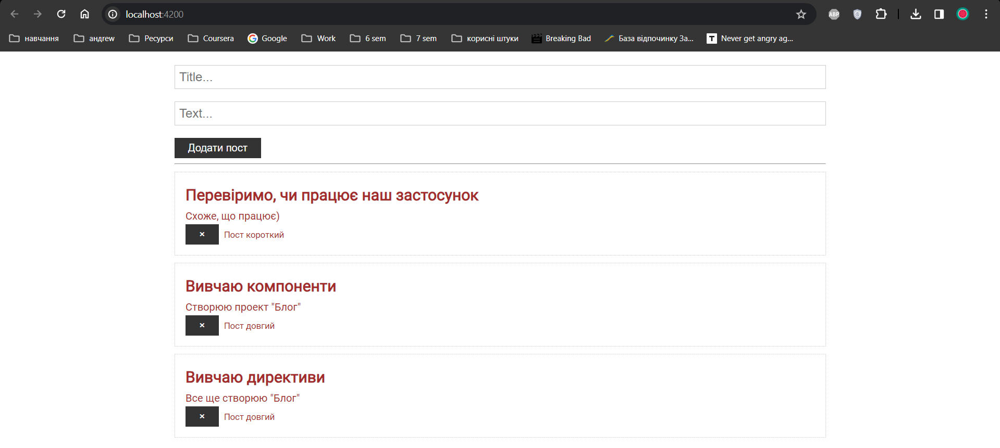 localhost:4200
ABP
навчання андrew Ресурси Coursera Google Work 6 sem 7 sem корисні штуки Breaking Bad База відпочинку За... T Never get angry ag...
Title...
Text...
Додати пост
Перевіримо, чи працює наш застосунок
Схоже, що працює)
× Пост короткий
Вивчаю компоненти
Створюю проект "Блог"
× Пост довгий
Вивчаю директиви
Все ще створюю "Блог"
× Пост довгий